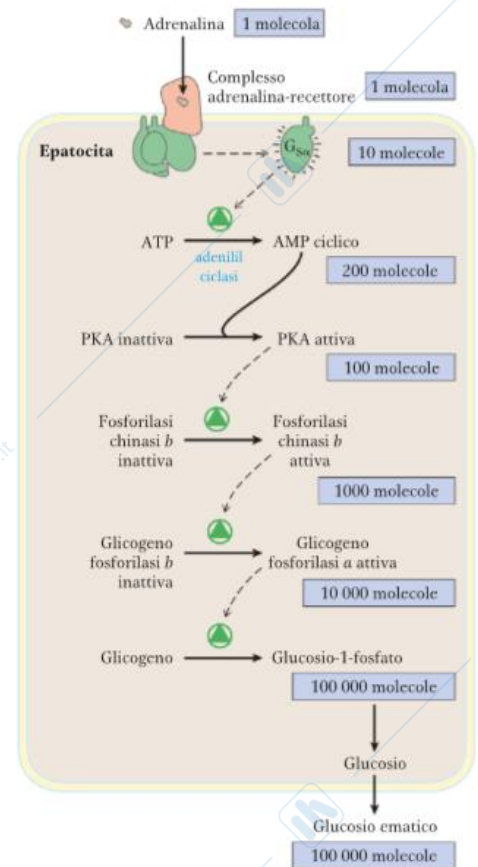 Adrenalina 1 molecola
Complesso
adrenalina-recettore 1 molecola
Epatocita GSα 10 molecole
ATP AMP ciclico
adenilil
ciclasi
200 molecole
PKA inattiva PKA attiva
100 molecole
Fosforilasi Fosforilasi
chinasi b chinasi b
inattiva attiva
1000 molecole
Glicogeno Glicogeno
fosforilasi b fosforilasi a attiva
inattiva
10 000 molecole
Glicogeno Glucosio-1-fosfato
100 000 molecole
Glucosio
Glucosio ematico
100 000 molecole